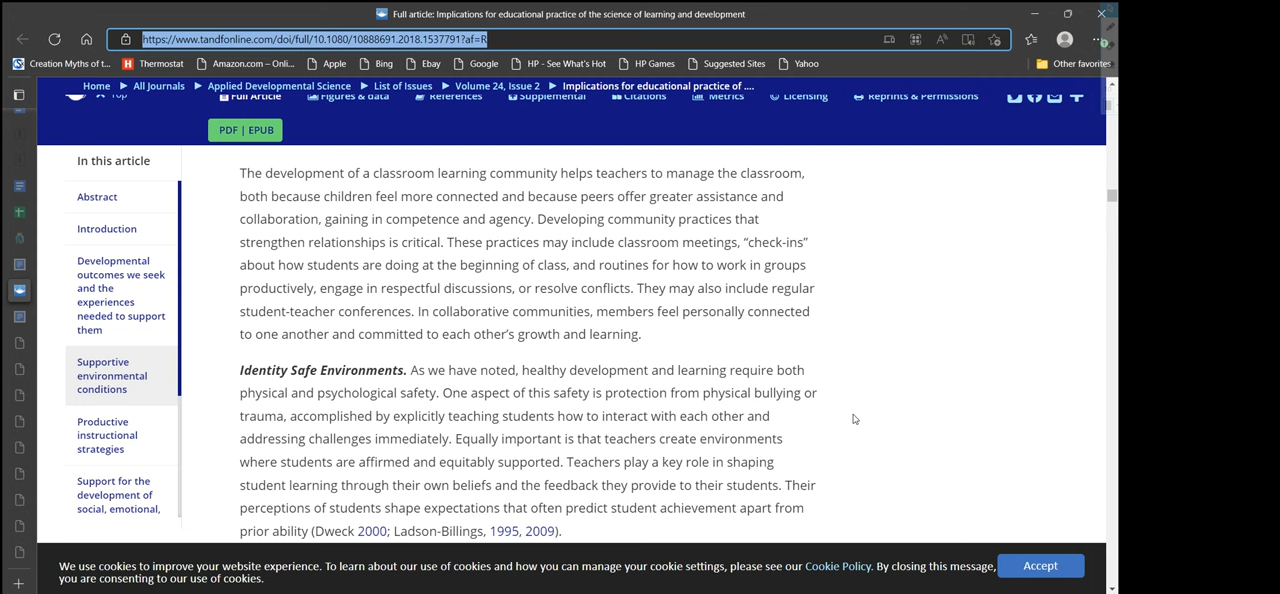 Full article: Implications for educational practice of the science of learning and development
https://www.tandfonline.com/doi/full/10.1080/10888691.2018.1537791?af=R
Creation Myths of t... Thermostat Amazon.com – Onli... Apple Bing Ebay Google HP - See What's Hot HP Games Suggested Sites Yahoo Other favorites
Home All Journals Applied Developmental Science List of Issues Volume 24, Issue 2 Implications for educational practice of ....
Top Full Article Figures & data References Supplemental Citations Metrics Licensing Reprints & Permissions
PDF | EPUB
In this article
Abstract
Introduction
Developmental
outcomes we seek
and the
experiences
needed to support
them
Supportive
environmental
conditions
Productive
instructional
strategies
Support for the
development of
social, emotional,
The development of a classroom learning community helps teachers to manage the classroom,
both because children feel more connected and because peers offer greater assistance and
collaboration, gaining in competence and agency. Developing community practices that
strengthen relationships is critical. These practices may include classroom meetings, “check-ins”
about how students are doing at the beginning of class, and routines for how to work in groups
productively, engage in respectful discussions, or resolve conflicts. They may also include regular
student-teacher conferences. In collaborative communities, members feel personally connected
to one another and committed to each other’s growth and learning.
Identity Safe Environments. As we have noted, healthy development and learning require both
physical and psychological safety. One aspect of this safety is protection from physical bullying or
trauma, accomplished by explicitly teaching students how to interact with each other and
addressing challenges immediately. Equally important is that teachers create environments
where students are affirmed and equitably supported. Teachers play a key role in shaping
student learning through their own beliefs and the feedback they provide to their students. Their
perceptions of students shape expectations that often predict student achievement apart from
prior ability (Dweck 2000; Ladson-Billings, 1995, 2009).
We use cookies to improve your website experience. To learn about our use of cookies and how you can manage your cookie settings, please see our Cookie Policy. By closing this message,
you are consenting to our use of cookies.
Accept